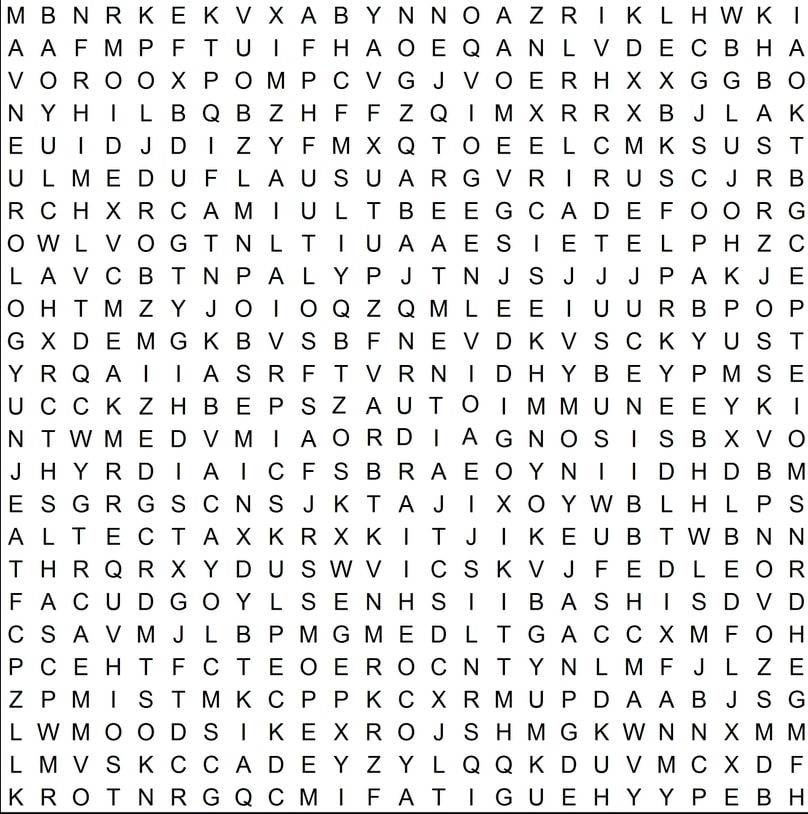 M B N R K E K V X A B Y N N O A Z R I K L H W K I
A A F M P F T U I F H A O E Q A N L V D E C B H A
V O R O O X P O M P C V G J V O E R H X X G G B O
N Y H I L B Q B Z H F F Z Q I M X R R X B J L A K
E U I D J D I Z Y F M X Q T O E E L C M K S U S T
U L M E D U F L A U S U A R G V R I R U S C J R B
R C H X R C A M I U L T B E E G C A D E F O O R G
O W L V O G T N L T I U A A E S I E T E L P H Z C
L A V C B T N P A L Y P J T N J S J J J P A K J E
O H T M Z Y J O I O Q Z Q M L E E I U U R B P O P
G X D E M G K B V S B F N E V D K V S C K Y U S T
Y R Q A I I A S R F T V R N I D H Y B E Y P M S E
U C C K Z H B E P S Z A U T O I M M U N E E Y K I
N T W M E D V M I A O R D I A G N O S I S B X V O
J H Y R D I A I C F S B R A E O Y N I I D H D B M
E S G R G S C N S J K T A J I X O Y W B L H L P S
A L T E C T A X K R X K I T J I K E U B T W B N N
T H R Q R X Y D U S W V I C S K V J F E D L E O R
F A C U D G O Y L S E N H S I I B A S H I S D V D
C S A V M J L B P M G M E D L T G A C C X M F O H
P C E H T F C T E O E R O C N T Y N L M F J L Z E
Z P M I S T M K C P P K C X R M U P D A A B J S G
L W M O O D S I K E X R O J S H M G K W N N X M M
L M V S K C C A D E Y Z Y L Q Q K D U V M C X D F
K R O T N R G Q C M I F A T I G U E H Y Y P E B H